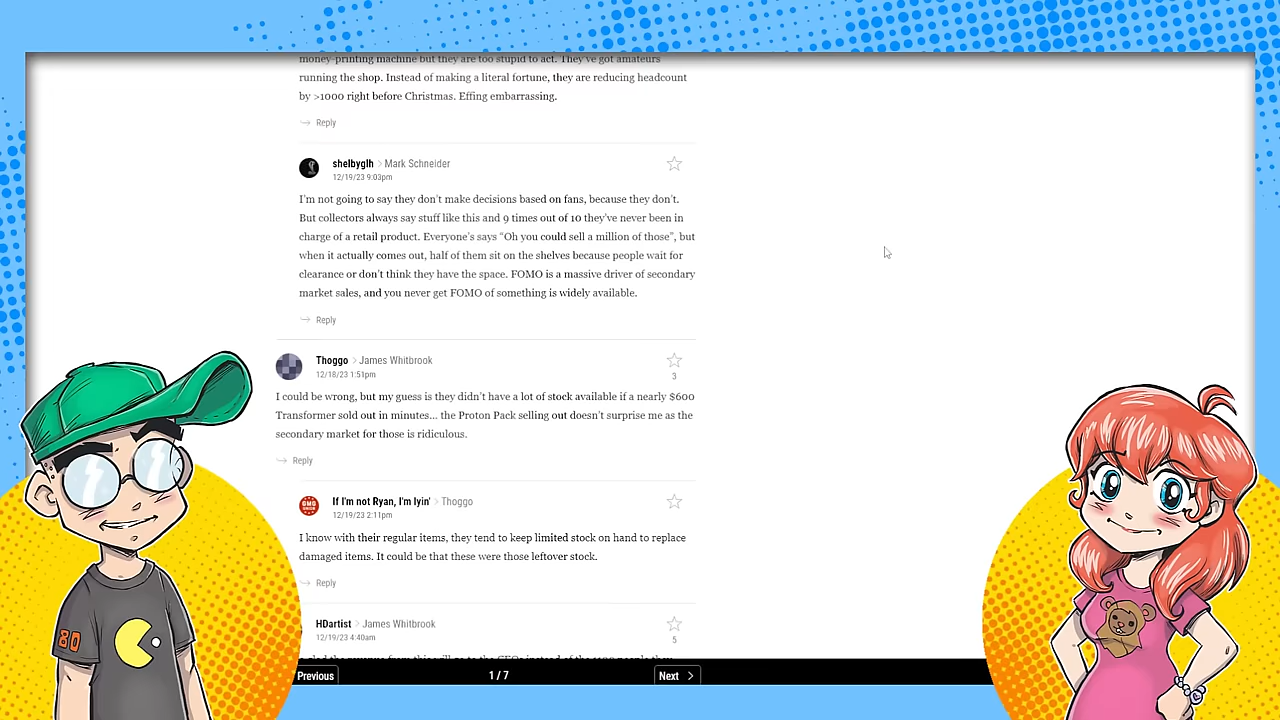 money-printing machine but they are too stupid to act. They've got amateurs
running the shop. Instead of making a literal fortune, they are reducing headcount
by >1000 right before Christmas. Effing embarrassing.
Reply
shelbyglh > Mark Schneider
12/19/23 9:03pm
I'm not going to say they don't make decisions based on fans, because they don't.
But collectors always say stuff like this and 9 times out of 10 they've never been in
charge of a retail product. Everyone's says "Oh you could sell a million of those", but
when it actually comes out, half of them sit on the shelves because people wait for
clearance or don't think they have the space. FOMO is a massive driver of secondary
market sales, and you never get FOMO of something is widely available.
Reply
Thoggo > James Whitbrook
12/18/23 1:51pm
3
I could be wrong, but my guess is they didn't have a lot of stock available if a nearly $600
Transformer sold out in minutes... the Proton Pack selling out doesn't surprise me as the
secondary market for those is ridiculous.
Reply
If I'm not Ryan, I'm lyin' > Thoggo
12/19/23 2:11pm
I know with their regular items, they tend to keep limited stock on hand to replace
damaged items. It could be that these were those leftover stock.
Reply
HDartist > James Whitbrook
12/19/23 4:40am
5
Previous
1 / 7
Next >
80